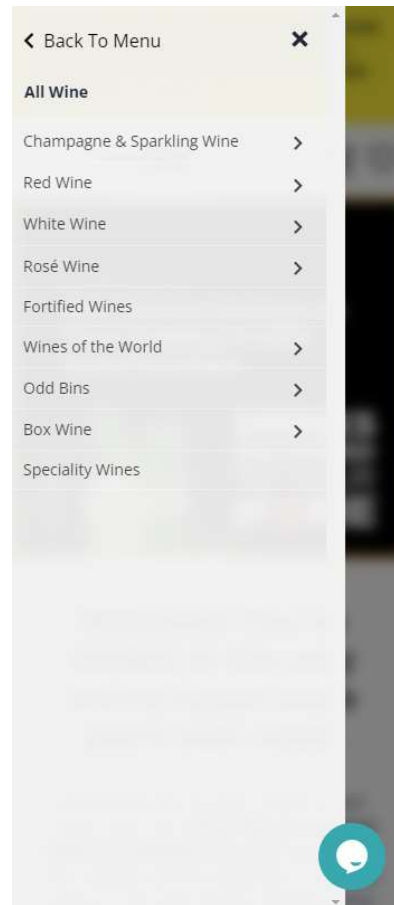 Back To Menu
All Wine
Champagne & Sparkling Wine
Red Wine
White Wine
Rosé Wine
Fortified Wines
Wines of the World
Odd Bins
Box Wine
Speciality Wines